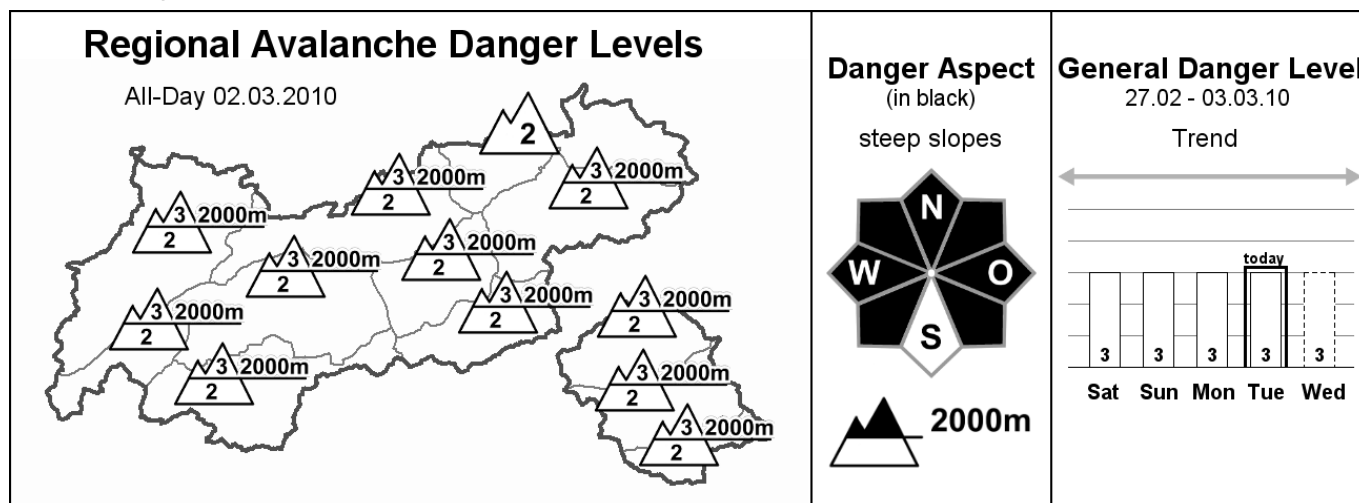 Regional Avalanche Danger Levels
All-Day 02.03.2010
2
3 2000m
2
3 2000m
2
3 2000m
2
3 2000m
2
3 2000m
2
3 2000m
2
3 2000m
2
3 2000m
2
3 2000m
2
3 2000m
2
3 2000m
2
Danger Aspect
(in black)
steep slopes
N
W O
S
2000m
General Danger Level
27.02 - 03.03.10
Trend
today
3 3 3 3 3
Sat Sun Mon Tue Wed